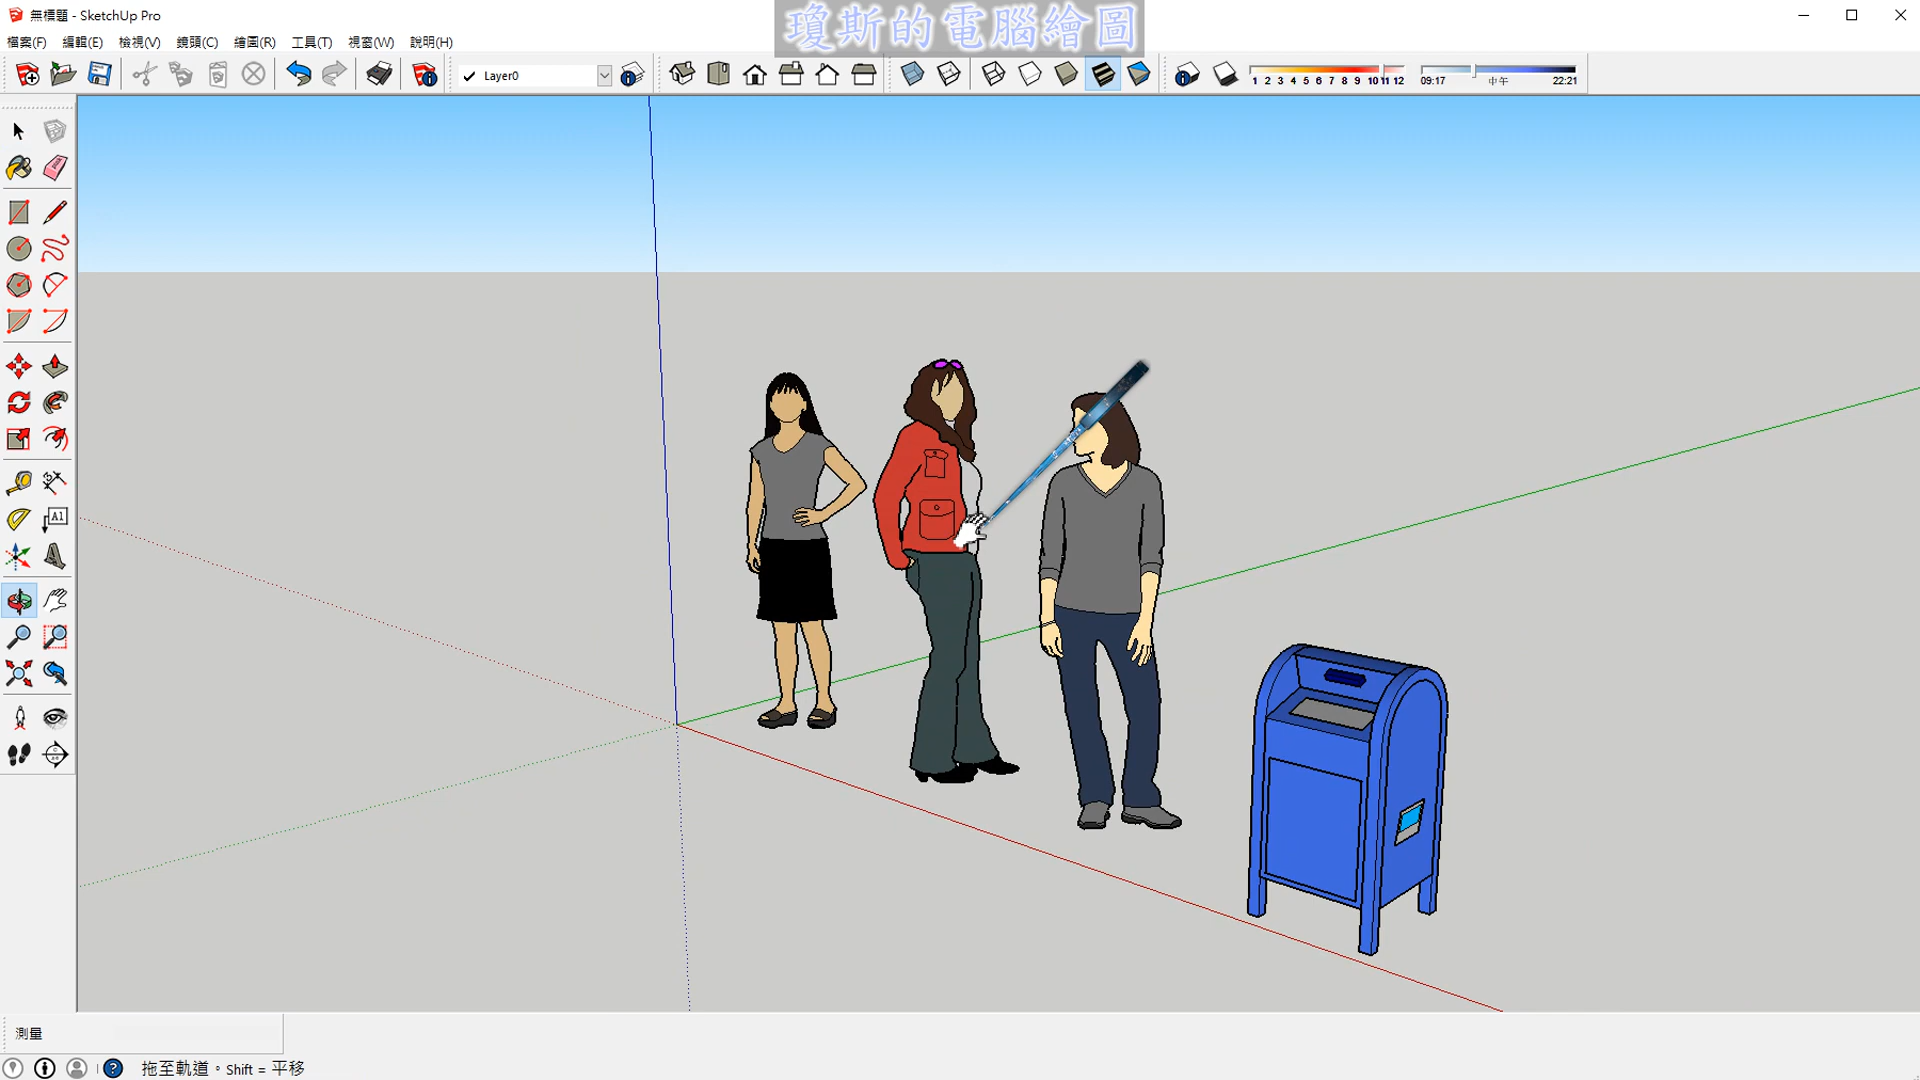 無標題 - SketchUp Pro
瓊斯的電腦繪圖
檔案(F) 編輯(E) 檢視(V) 鏡頭(C) 繪圖(R) 工具(T) 視窗(W) 說明(H)
Layer0
1 2 3 4 5 6 7 8 9 10 11 12
09:17 中午 22:21
A1
測量
拖至軌道。Shift = 平移